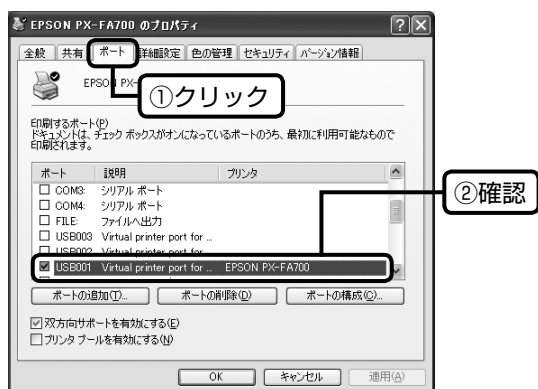 EPSON PX-FA700 のプロパティ
全般 共有 ポート 詳細設定 色の管理 セキュリティ バージョン情報
EPSON PX-
①クリック
印刷するポート(P)
ドキュメントは、チェック ボックスがオンになっているポートのうち、最初に利用可能なもので
印刷されます。
ポート 説明 プリンタ
COM3: シリアル ポート
COM4: シリアル ポート
FILE: ファイルへ出力
USB003 Virtual printer port for ...
USB002 Virtual printer port for ...
USB001 Virtual printer port for ... EPSON PX-FA700
②確認
ポートの追加(T)... ポートの削除(D) ポートの構成(C)...
双方向サポートを有効にする(E)
プリンタ プールを有効にする(N)
OK キャンセル 適用(A)